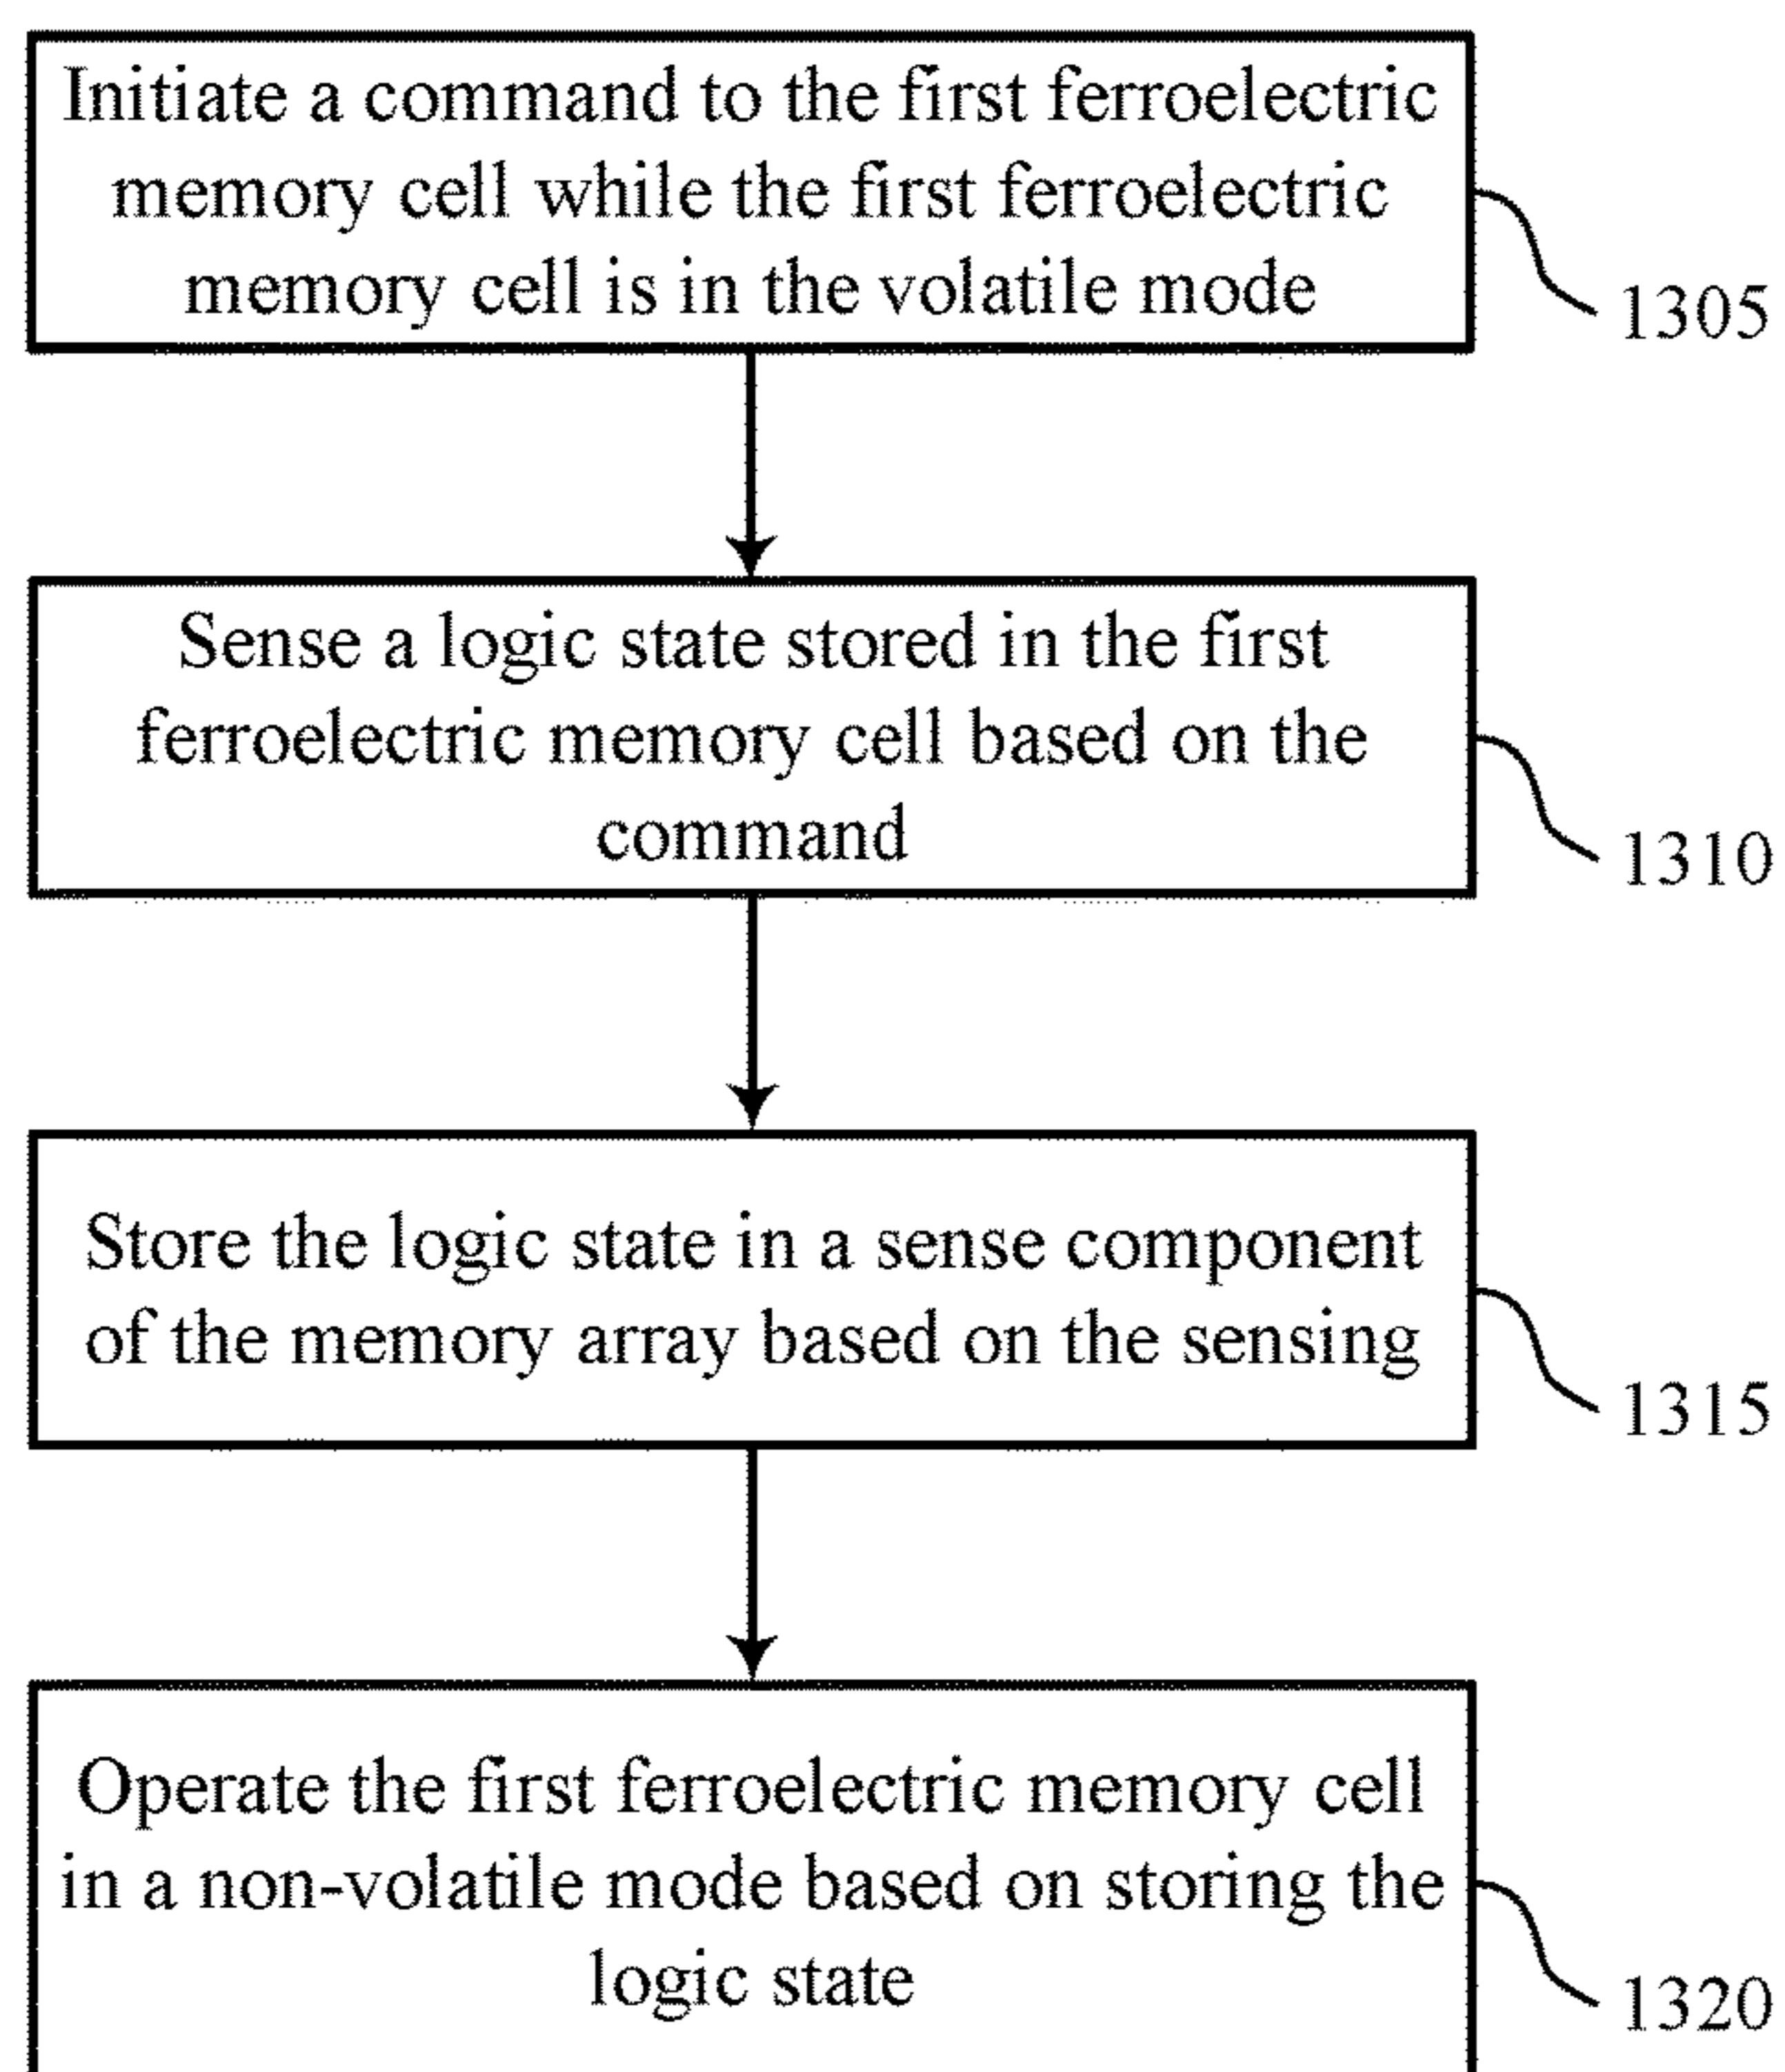 Initiate a command to the first ferroelectric
memory cell while the first ferroelectric
memory cell is in the volatile mode
1305
Sense a logic state stored in the first
ferroelectric memory cell based on the
command
1310
Store the logic state in a sense component
of the memory array based on the sensing
1315
Operate the first ferroelectric memory cell
in a non-volatile mode based on storing the
logic state
1320